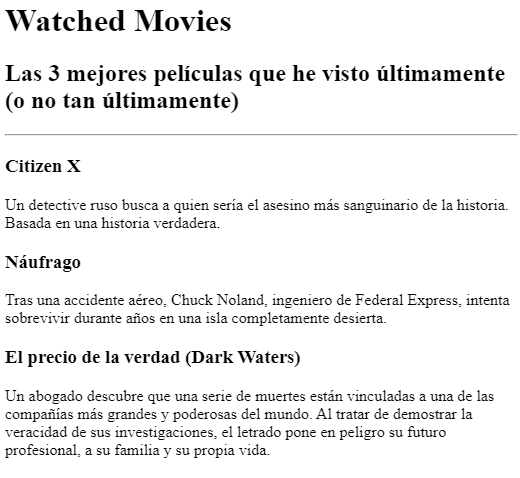 Watched Movies
Las 3 mejores películas que he visto últimamente
(o no tan últimamente)
Citizen X
Un detective ruso busca a quien sería el asesino más sanguinario de la historia.
Basada en una historia verdadera.
Náufrago
Tras una accidente aéreo, Chuck Noland, ingeniero de Federal Express, intenta
sobrevivir durante años en una isla completamente desierta.
El precio de la verdad (Dark Waters)
Un abogado descubre que una serie de muertes están vinculadas a una de las
compañías más grandes y poderosas del mundo. Al tratar de demostrar la
veracidad de sus investigaciones, el letrado pone en peligro su futuro
profesional, a su familia y su propia vida.